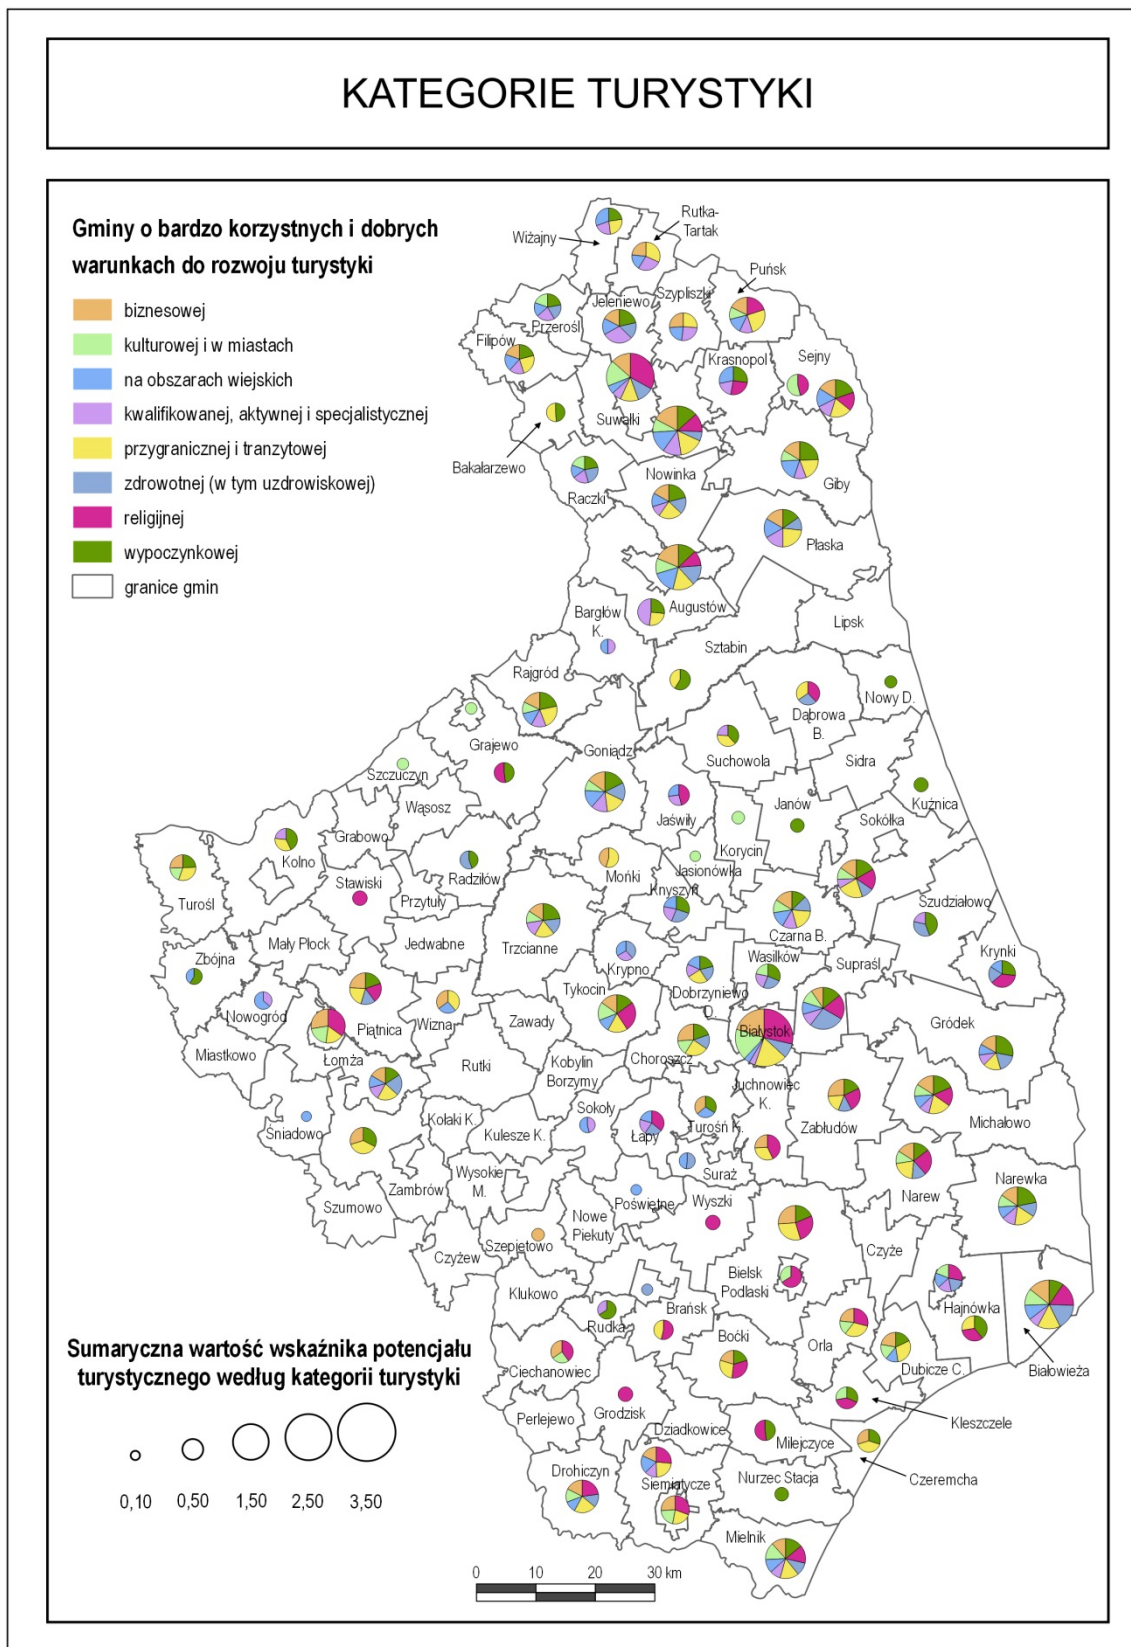 KATEGORIE TURYSTYKI
Gminy o bardzo korzystnych i dobrych
warunkach do rozwoju turystyki
biznesowej
kulturowej i w miastach
na obszarach wiejskich
kwalifikowanej, aktywnej i specjalistycznej
przygranicznej i tranzytowej
zdrowotnej (w tym uzdrowiskowej)
religijnej
wypoczynkowej
granice gmin
Wiżajny
Rutka-
Tartak
Puńsk
Szypliszki
Jeleniewo
Przerośl
Filipów
Krasnopol
Sejny
Suwałki
Bakałarzewo
Raczki
Nowinka
Giby
Płaska
Augustów
Bargłów
K.
Lipsk
Sztabin
Rajgród
Nowy D.
Dąbrowa
B.
Grajewo
Goniądz
Suchowola
Sidra
Szczuczyn
Wąsosz
Kuźnica
Janów
Jaświły
Sokółka
Grabowo
Korycin
Kolno
Jasionówka
Mońki
Radziłów
Stawiski
Przytuły
Knyszyn
Turośl
Szudziałowo
Czarna B.
Mały Płock
Jedwabne
Trzcianne
Zbójna
Krypno
Wasilków
Supraśl
Krynki
Tykocin
Dobrzyniewo
D.
Nowogród
Piątnica
Wizna
Zawady
Gródek
Białystok
Miastkowo
Łomża
Rutki
Kobylin
Borzymy
Choroszcz
Juchnowiec
K.
Sokoły
Michałowo
Śniadowo
Kołaki K.
Kulesze K.
Łapy
Turośń K.
Zabłudów
Suraż
Wysokie
M.
Zambrów
Poświętne
Wyszki
Narew
Narewka
Szumowo
Nowe
Piekuty
Szepietowo
Czyżew
Czyże
Bielsk
Podlaski
Klukowo
Brańsk
Hajnówka
Rudka
Boćki
Orla
Ciechanowiec
Dubicze C.
Białowieża
Perlejewo
Grodzisk
Kleszczele
Dziadkowice
Milejczyce
Czeremcha
Drohiczyn
Siemiatycze
Nurzec Stacja
Mielnik
Sumaryczna wartość wskaźnika potencjału
turystycznego według kategorii turystyki
0,10 0,50 1,50 2,50 3,50
0 10 20 30 km